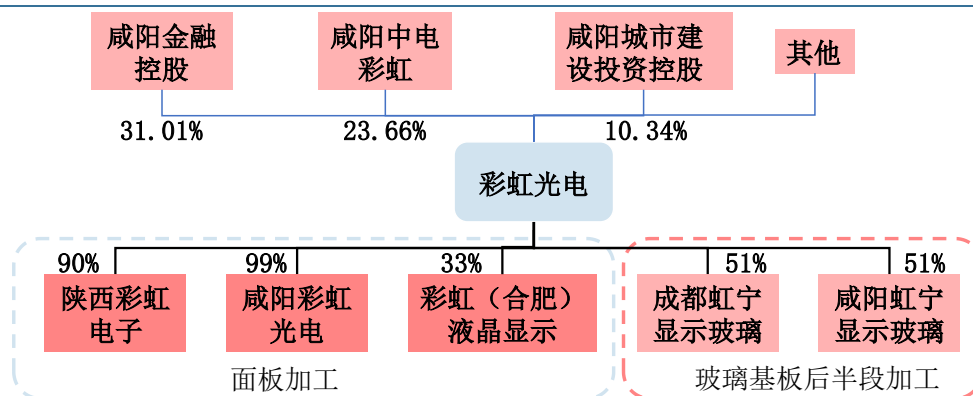 咸阳金融
控股
咸阳中电
彩虹
咸阳城市建
设投资控股
其他
31.01%
23.66%
10.34%
彩虹光电
90%
99%
33%
51%
51%
陕西彩虹
电子
咸阳彩虹
光电
彩虹（合肥）
液晶显示
成都虹宁
显示玻璃
咸阳虹宁
显示玻璃
面板加工
玻璃基板后半段加工